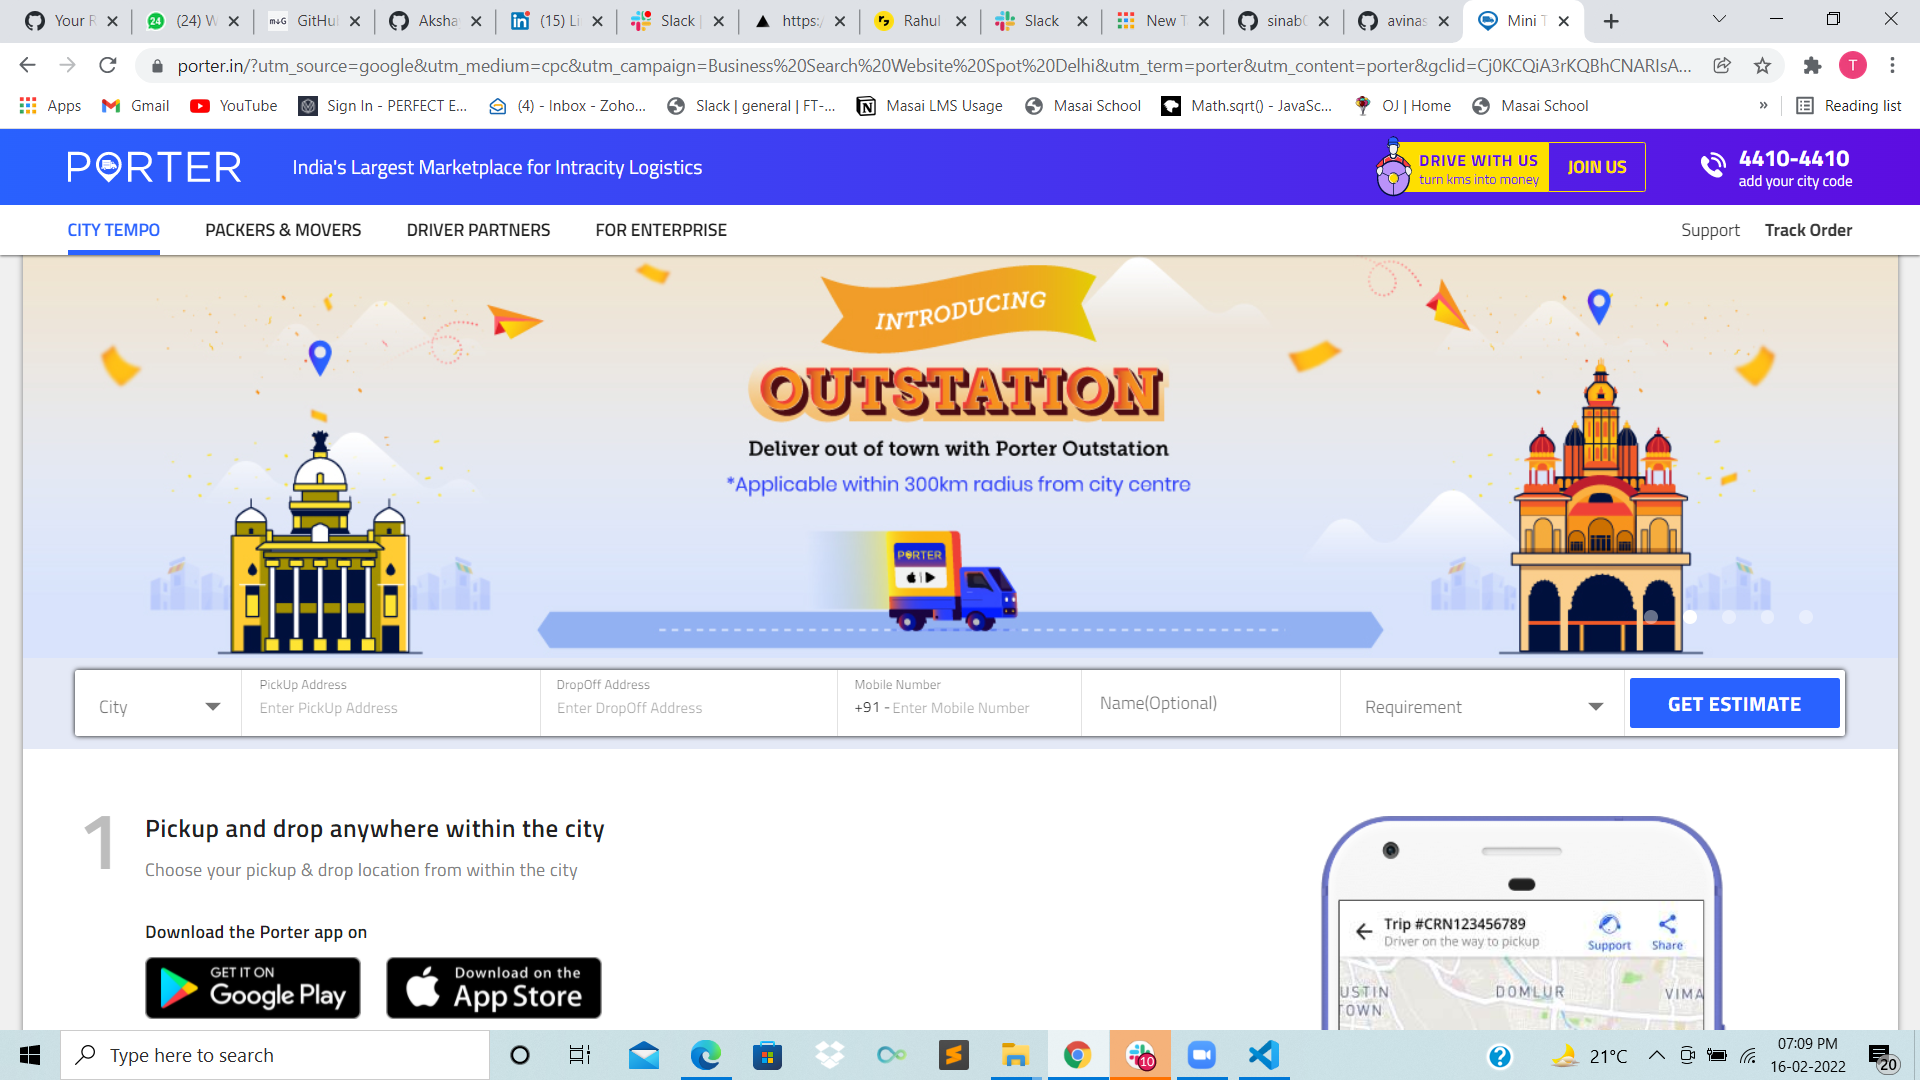 Your R
(24) W
GitHul
Aksha
(15) Li
Slack |
https:/
Rahul
Slack
New T
sinab
avinas
Mini T
porter.in/?utm_source=google&utm_medium=cpc&utm_campaign=Business%20Search%20Website%20Spot%20Delhi&utm_term=porter&utm_content=porter&gclid=Cj0KCQiA3rKQBhCNARIsA...
T
Apps
Gmail
YouTube
Sign In - PERFECT E...
(4) - Inbox - Zoho...
Slack | general | FT-...
Masai LMS Usage
Masai School
Math.sqrt() - JavaSc...
OJ | Home
Masai School
»
Reading list
PORTER
India's Largest Marketplace for Intracity Logistics
DRIVE WITH US
turn kms into money
JOIN US
4410-4410
add your city code
CITY TEMPO
PACKERS & MOVERS
DRIVER PARTNERS
FOR ENTERPRISE
Support
Track Order
INTRODUCING
OUTSTATION
Deliver out of town with Porter Outstation
*Applicable within 300km radius from city centre
PORTER
City
PickUp Address
Enter PickUp Address
DropOff Address
Enter DropOff Address
Mobile Number
+91 - Enter Mobile Number
Name(Optional)
Requirement
GET ESTIMATE
1
Pickup and drop anywhere within the city
Choose your pickup & drop location from within the city
Download the Porter app on
GET IT ON
Google Play
Download on the
App Store
Trip #CRN123456789
Driver on the way to pickup
Support
Share
USTIN
TOWN
DOMLUR
VIMA
Type here to search
10
21°C
07:09 PM
16-02-2022
20